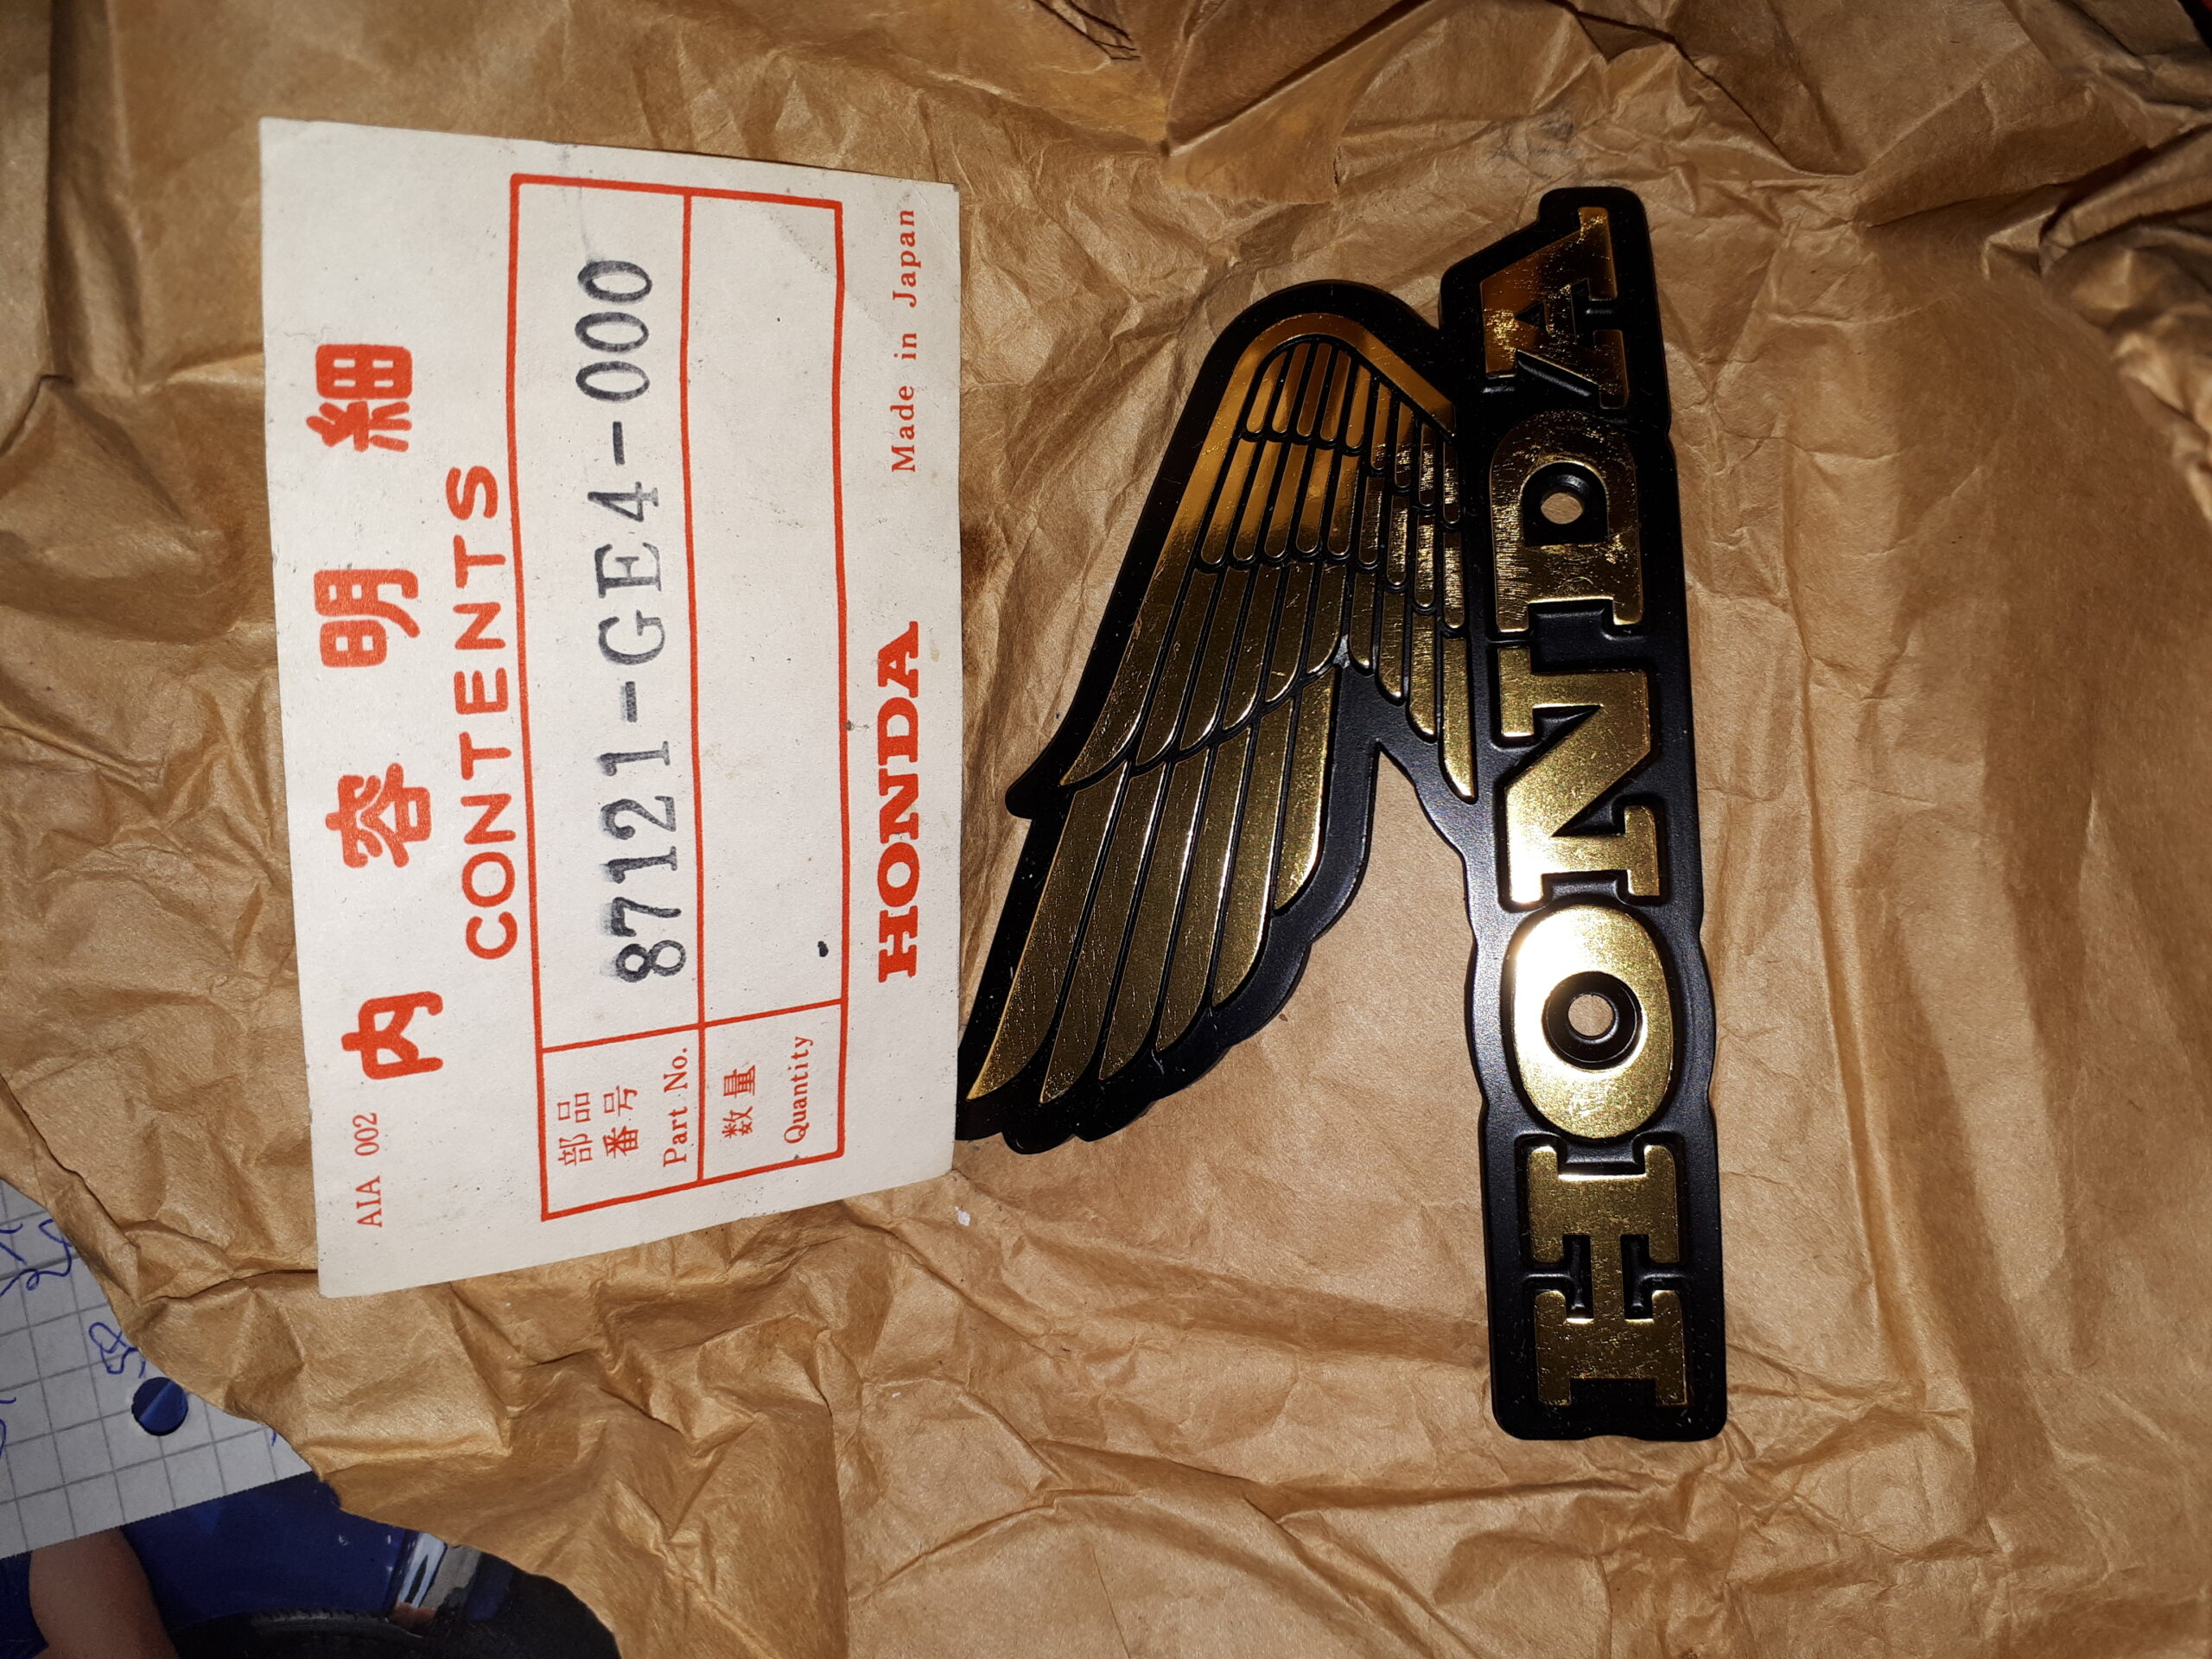 AIA 002
内容明細
CONTENTS
部品
番号
Part No.
87121-GE4-000
数量
Quantity
HONDA Made in Japan
HONDA